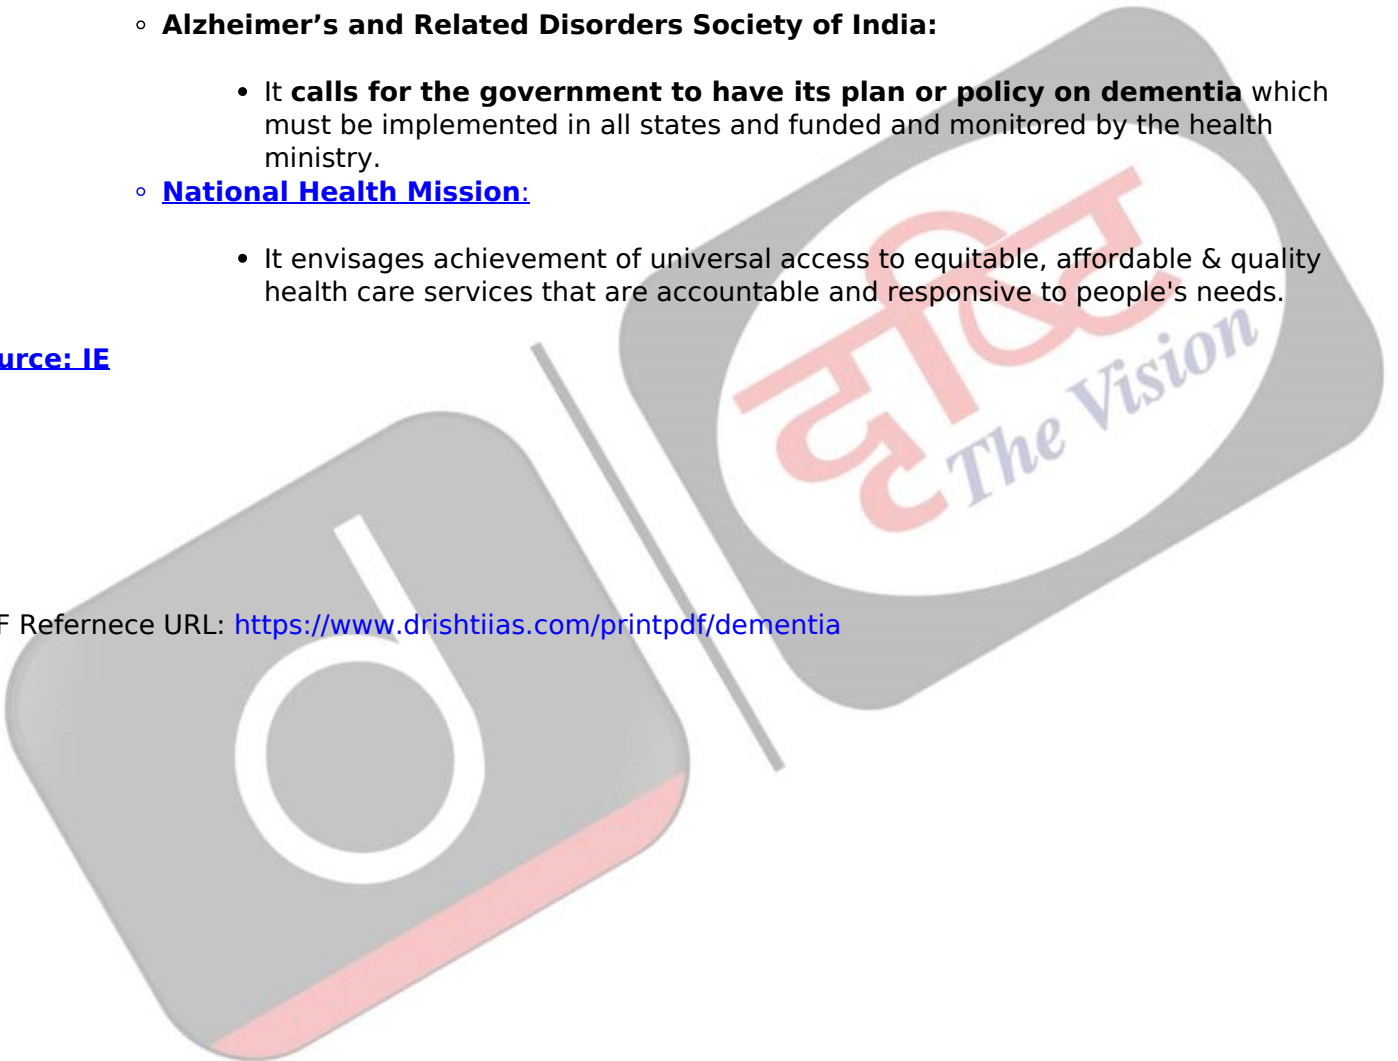 ◦ Alzheimer’s and Related Disorders Society of India:
• It calls for the government to have its plan or policy on dementia which
must be implemented in all states and funded and monitored by the health
ministry.
◦ National Health Mission:
• It envisages achievement of universal access to equitable, affordable & quality
health care services that are accountable and responsive to people's needs.
urce: IE
दृष्टि
The Vision
F Refernece URL: https://www.drishtiias.com/printpdf/dementia
d